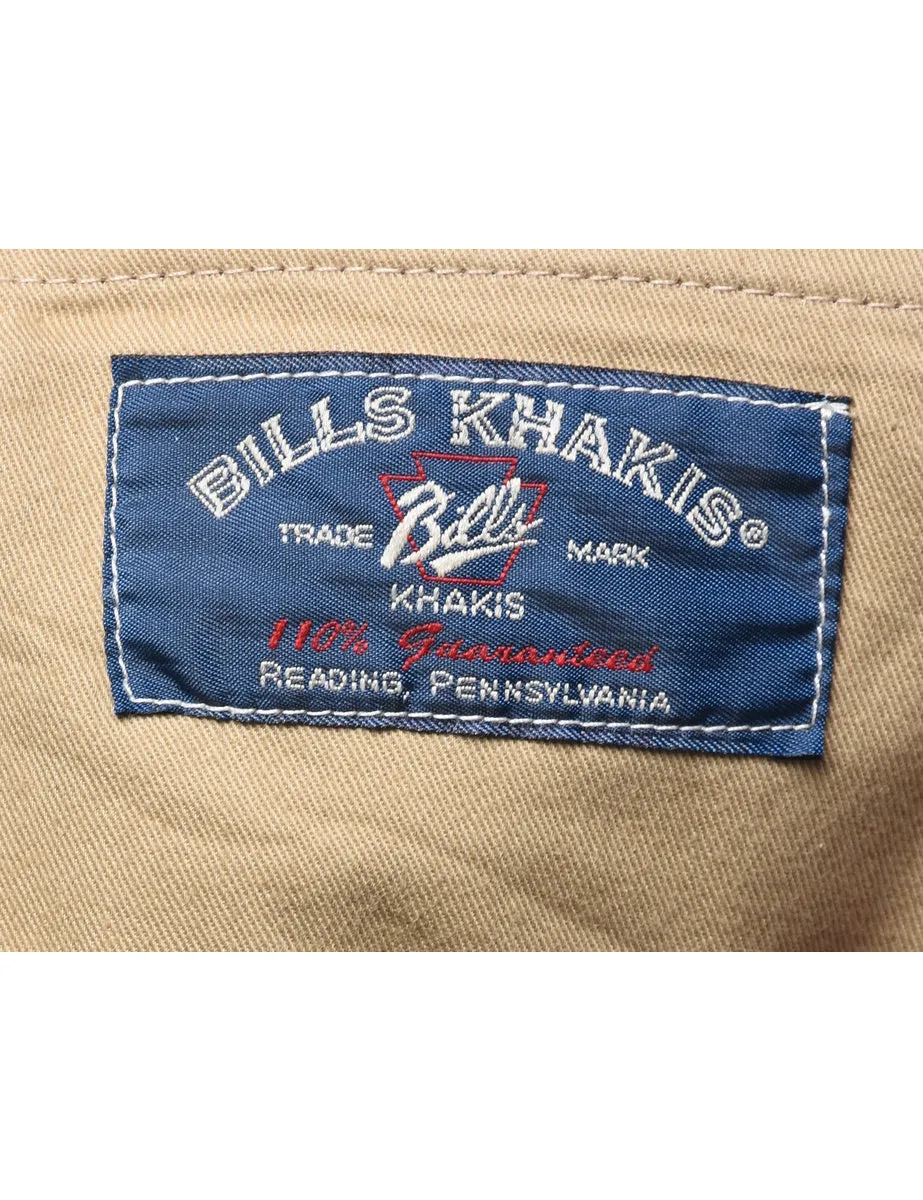 BILLS KHAKIS®
TRADE Bills MARK
KHAKIS
110% Guaranteed
READING, PENNSYLVANIA